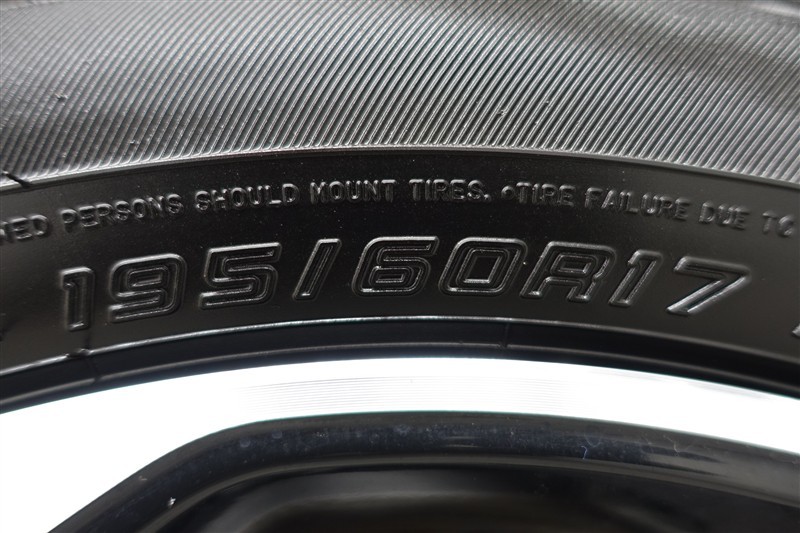 PERSONS SHOULD MOUNT TIRES. •TIRE FAILURE DUE TO
195/60R17